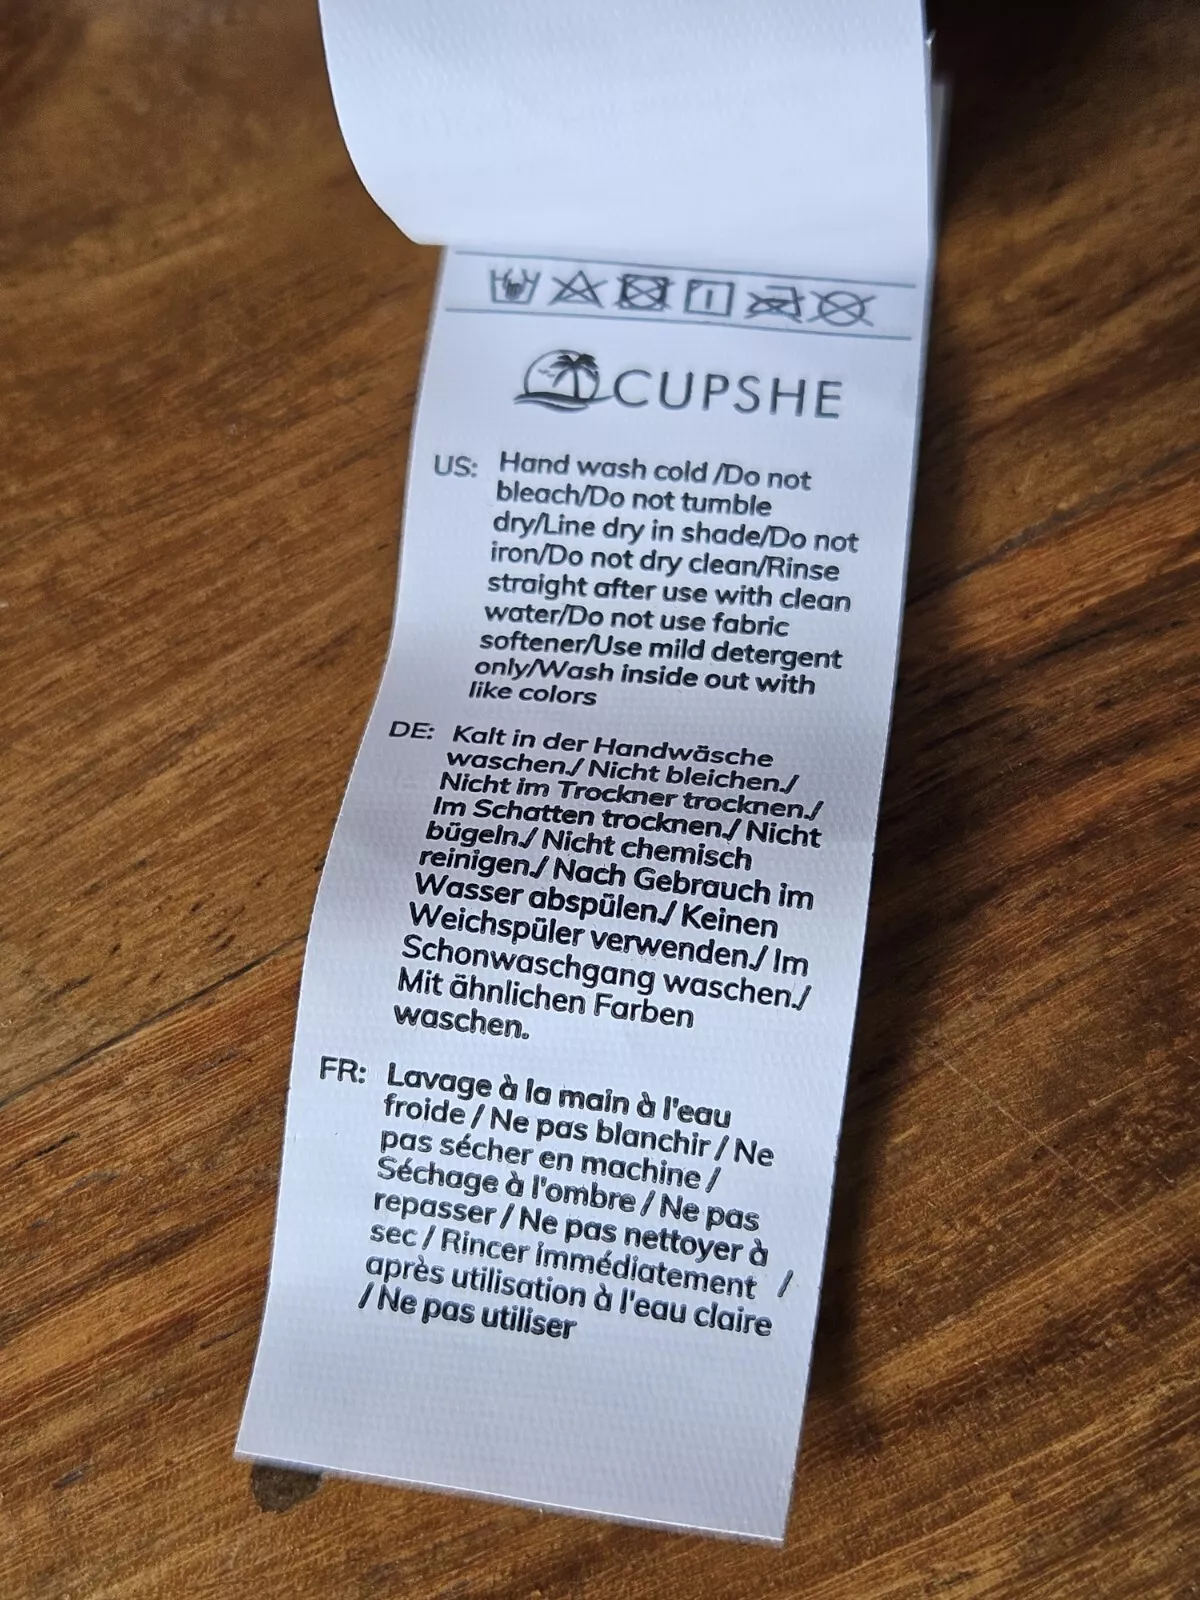 CUPSHE
US: Hand wash cold /Do not
bleach/Do not tumble
dry/Line dry in shade/Do not
iron/Do not dry clean/Rinse
straight after use with clean
water/Do not use fabric
softener/Use mild detergent
only/Wash inside out with
like colors
DE: Kalt in der Handwäsche
waschen./ Nicht bleichen./
Nicht im Trockner trocknen./
Im Schatten trocknen./ Nicht
bügeln./ Nicht chemisch
reinigen./ Nach Gebrauch im
Wasser abspülen./ Keinen
Weichspüler verwenden./ Im
Schonwaschgang waschen./
Mit ähnlichen Farben
waschen.
FR: Lavage à la main à l'eau
froide / Ne pas blanchir / Ne
pas sécher en machine /
Séchage à l'ombre / Ne pas
repasser / Ne pas nettoyer à
sec / Rincer immédiatement /
après utilisation à l'eau claire
/ Ne pas utiliser